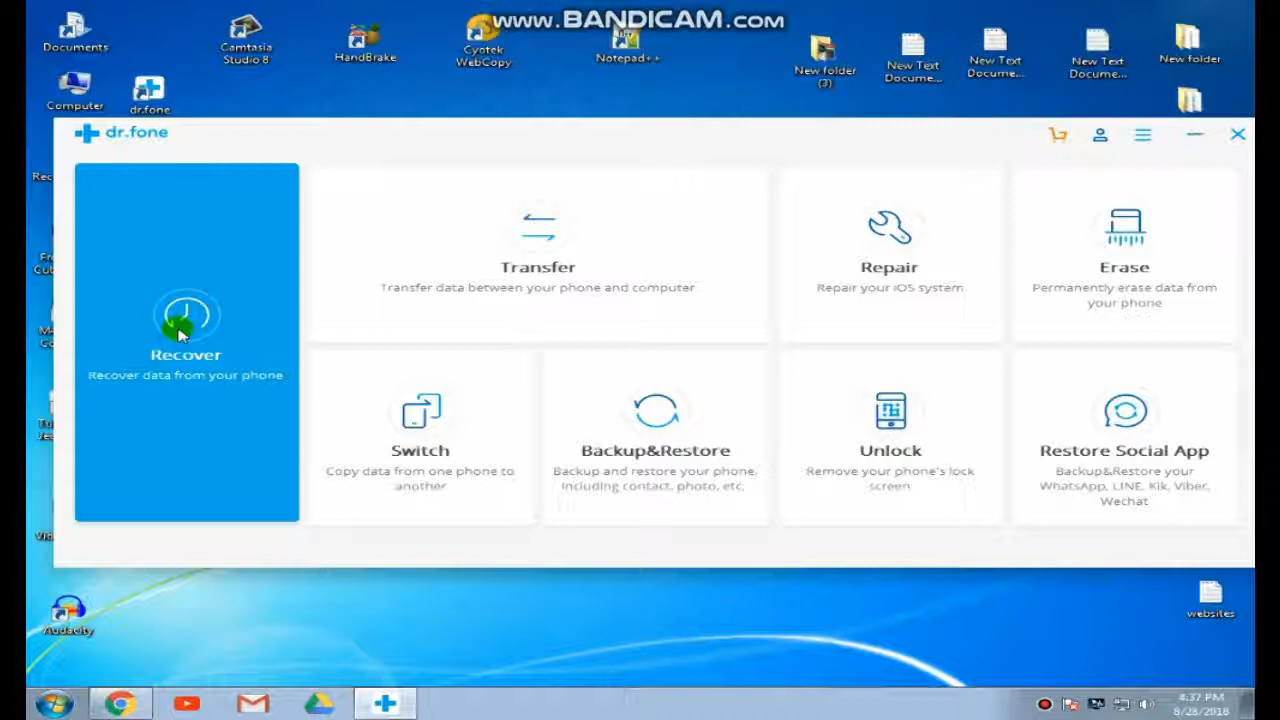 www.BANDICAM.com
Documents
Camtasia
Studio 8
HandBrake
Cyotek
WebCopy
Notepad++
New folder
(3)
New Text
Docume...
New Text
Docume...
New Text
Docume...
New folder
Computer
dr.fone
dr.fone
Recover
Recover data from your phone
Transfer
Transfer data between your phone and computer
Repair
Repair your iOS system
Erase
Permanently erase data from
your phone
Switch
Copy data from one phone to
another
Backup&Restore
Backup and restore your phone,
including contact, photo, etc,
Unlock
Remove your phone's lock
screen
Restore Social App
Backup&Restore your
WhatsApp, LINE, Kik, Viber,
Wechat
Audacity
websites
4:37 PM
8/28/2018